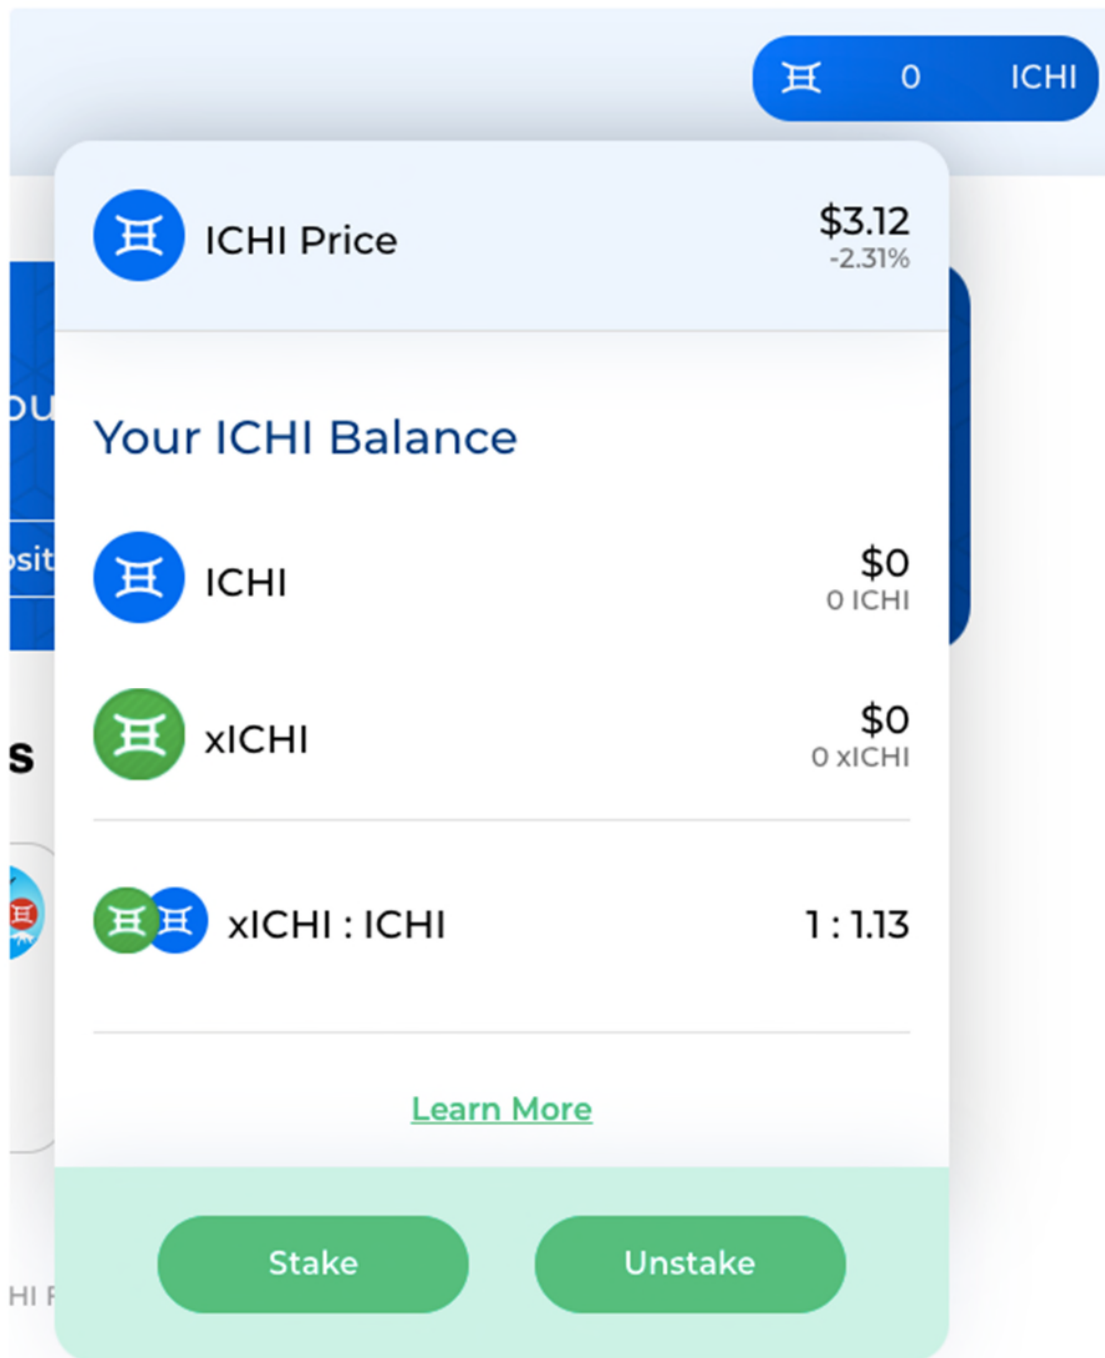 0 ICHI
ICHI Price
$3.12
-2.31%
Your ICHI Balance
ICHI
$0
0 ICHI
xICHI
$0
0 xICHI
xICHI : ICHI
1 : 1.13
Learn More
Stake
Unstake